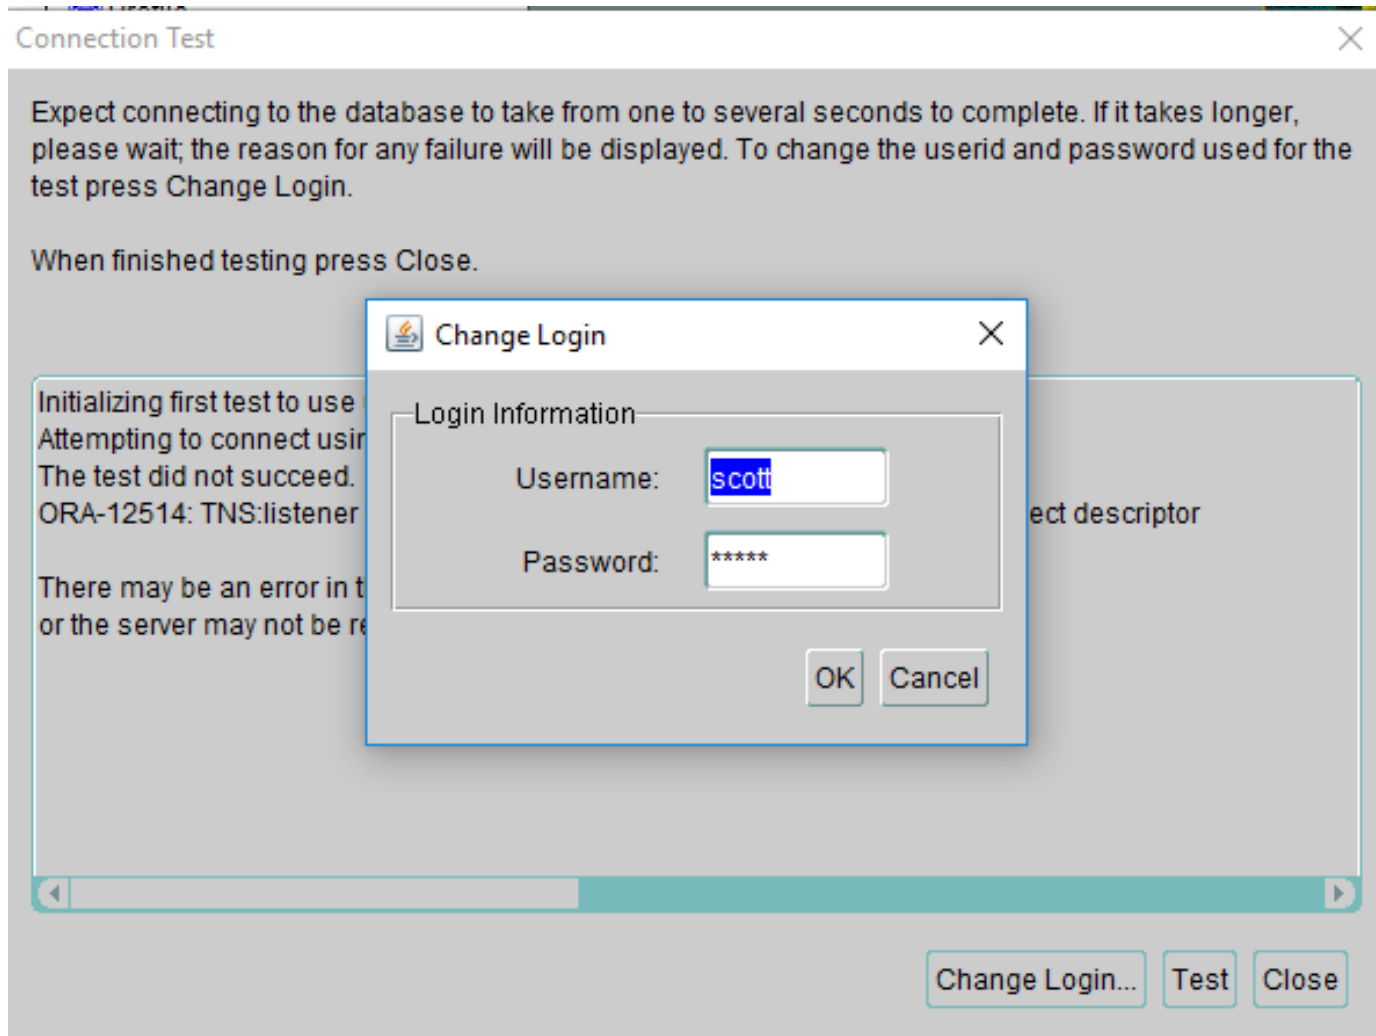 Connection Test
Expect connecting to the database to take from one to several seconds to complete. If it takes longer,
please wait; the reason for any failure will be displayed. To change the userid and password used for the
test press Change Login.
When finished testing press Close.
Change Login
Initializing first test to use
Attempting to connect usin
The test did not succeed.
ORA-12514: TNS:listener
ect descriptor
There may be an error in t
or the server may not be re
Login Information
Username:
scott
Password:
*****
OK
Cancel
Change Login...
Test
Close